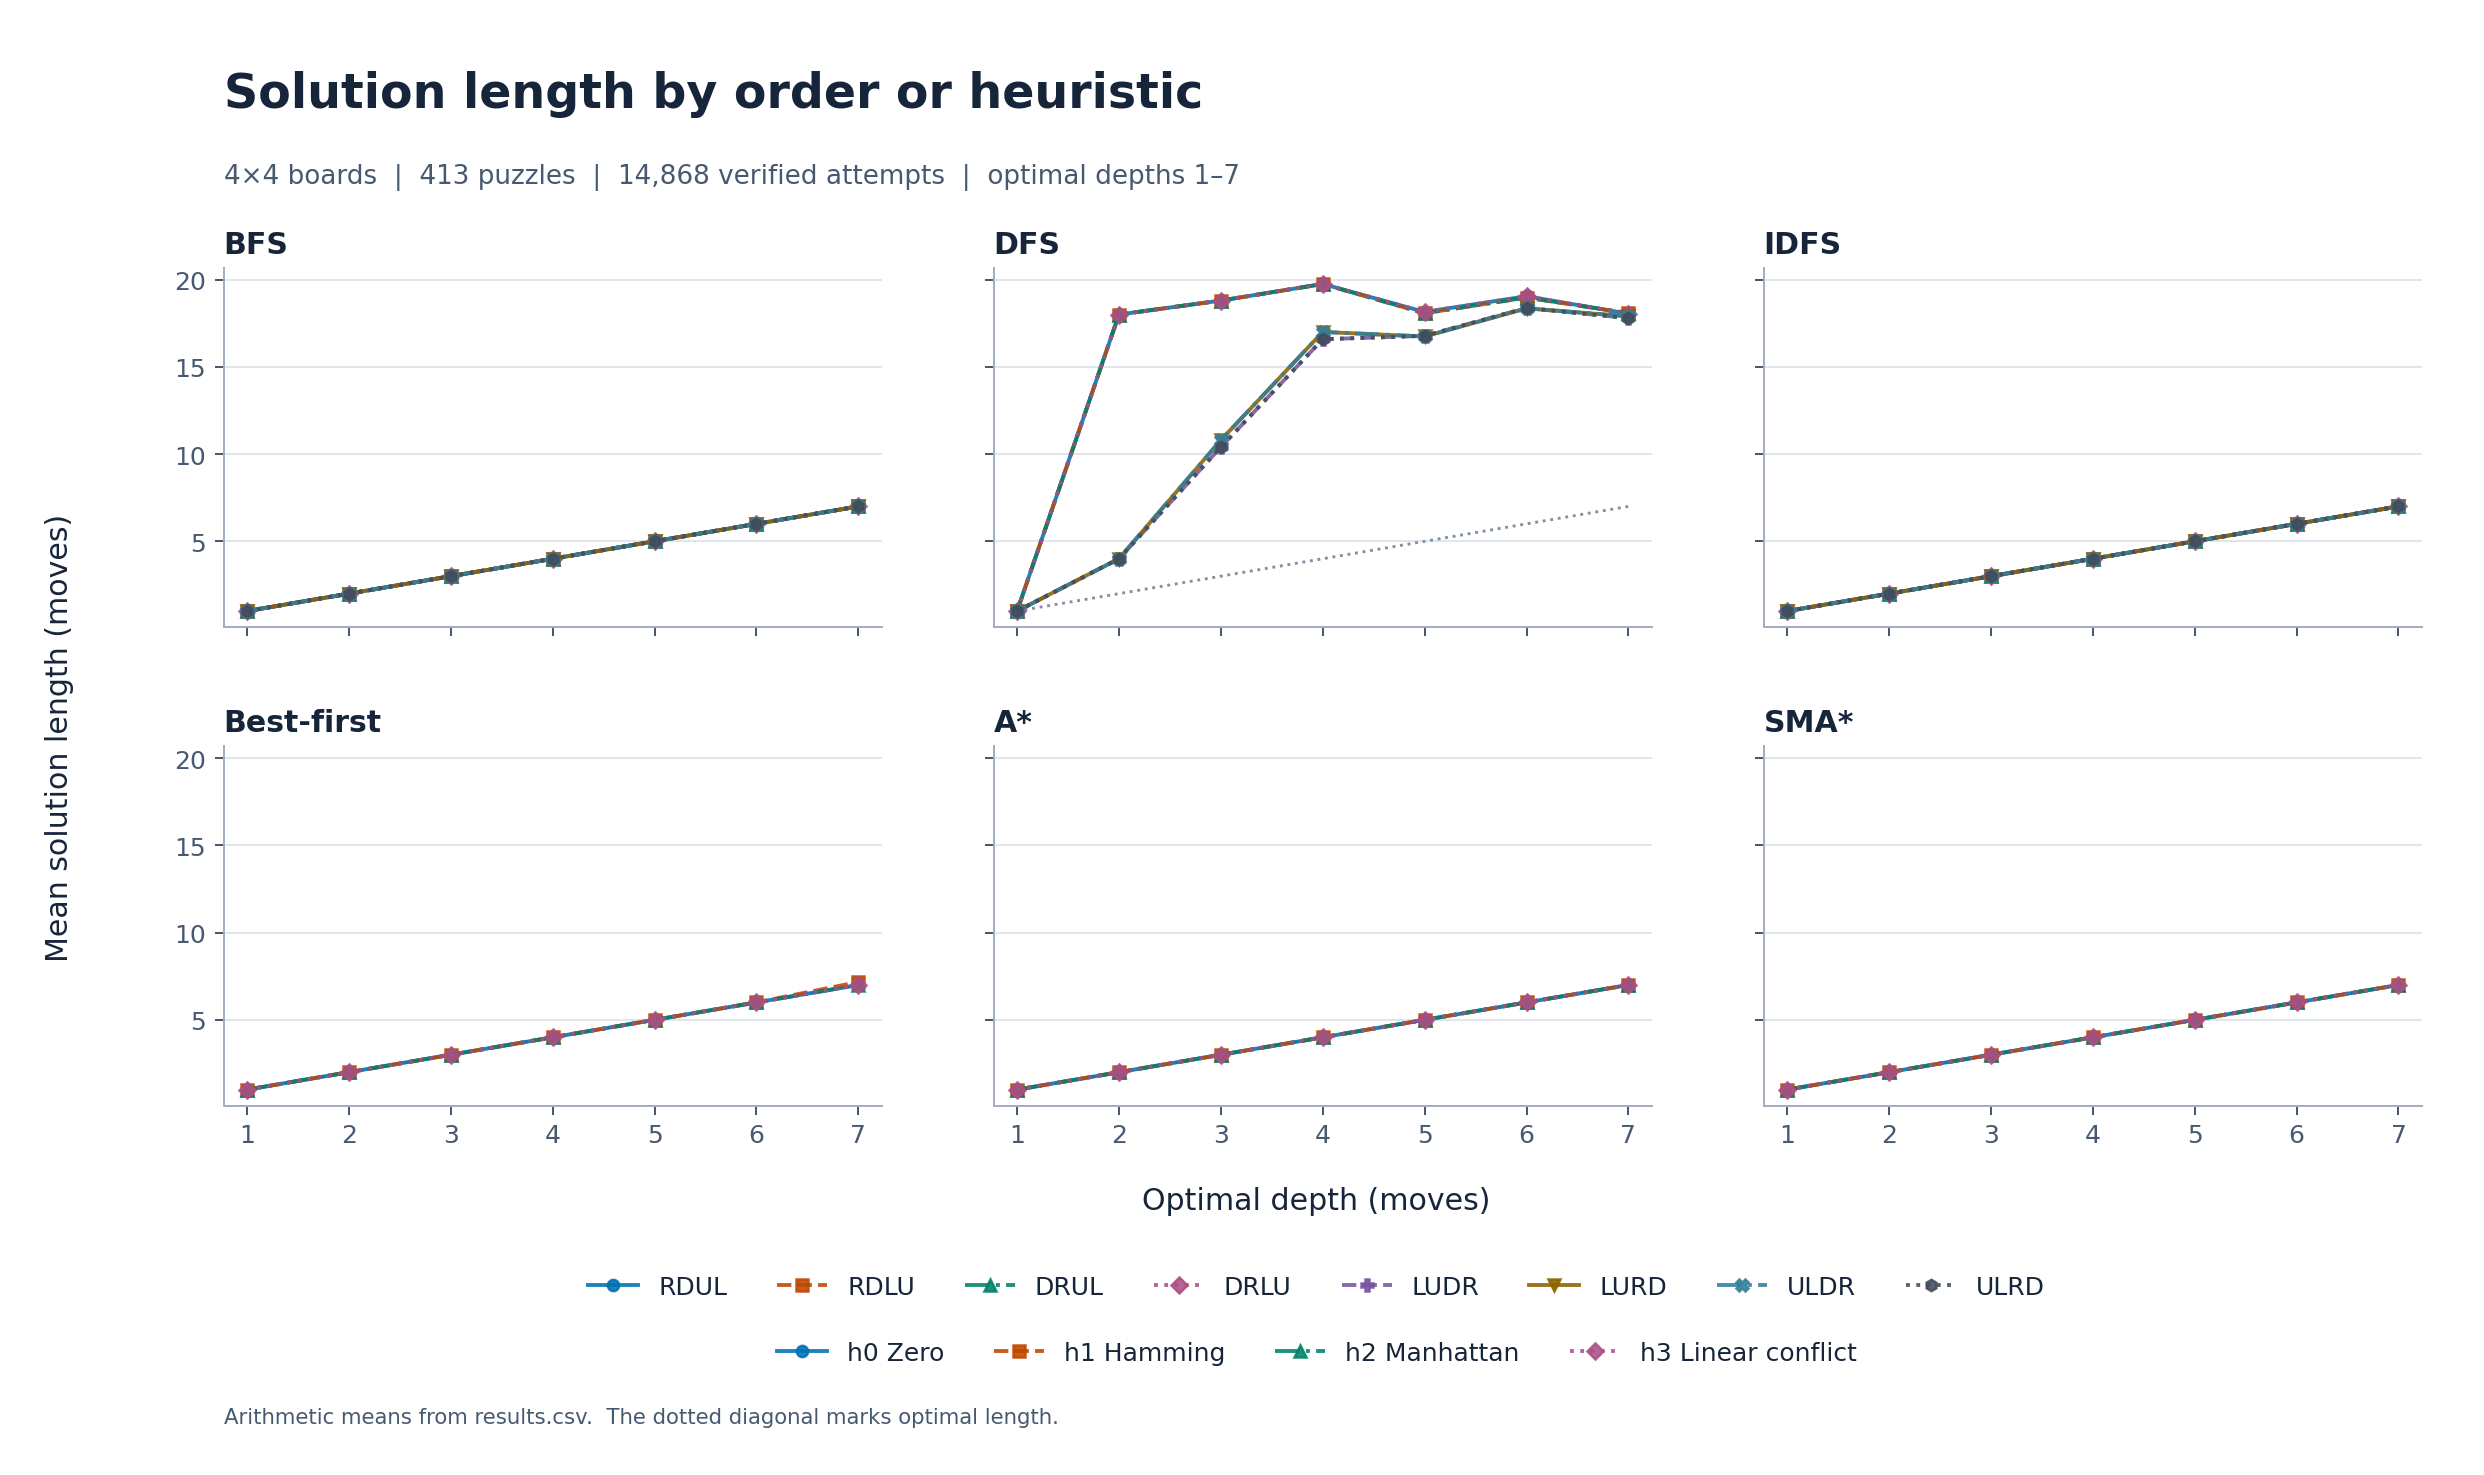 Solution length by order or heuristic
4×4 boards | 413 puzzles | 14,868 verified attempts | optimal depths 1–7
BFS
DFS
IDFS
20
15
10
5
Mean solution length (moves)
Best-first
A*
SMA*
20
15
10
5
1 2 3 4 5 6 7
1 2 3 4 5 6 7
1 2 3 4 5 6 7
Optimal depth (moves)
RDUL RDLU DRUL DRLU LUDR LURD ULDR ULRD
h0 Zero h1 Hamming h2 Manhattan h3 Linear conflict
Arithmetic means from results.csv. The dotted diagonal marks optimal length.